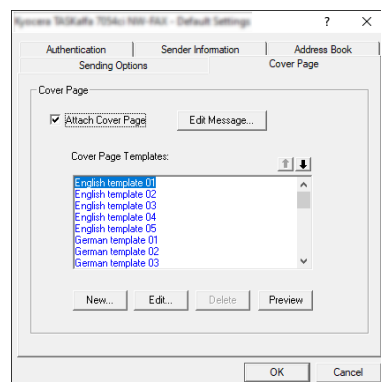 Default Settings
? ×
Authentication Sender Information Address Book
Sending Options Cover Page
Cover Page
Attach Cover Page Edit Message...
Cover Page Templates:
English template 01
English template 02
English template 03
English template 04
English template 05
German template 01
German template 02
German template 03
New... Edit... Delete Preview
OK Cancel